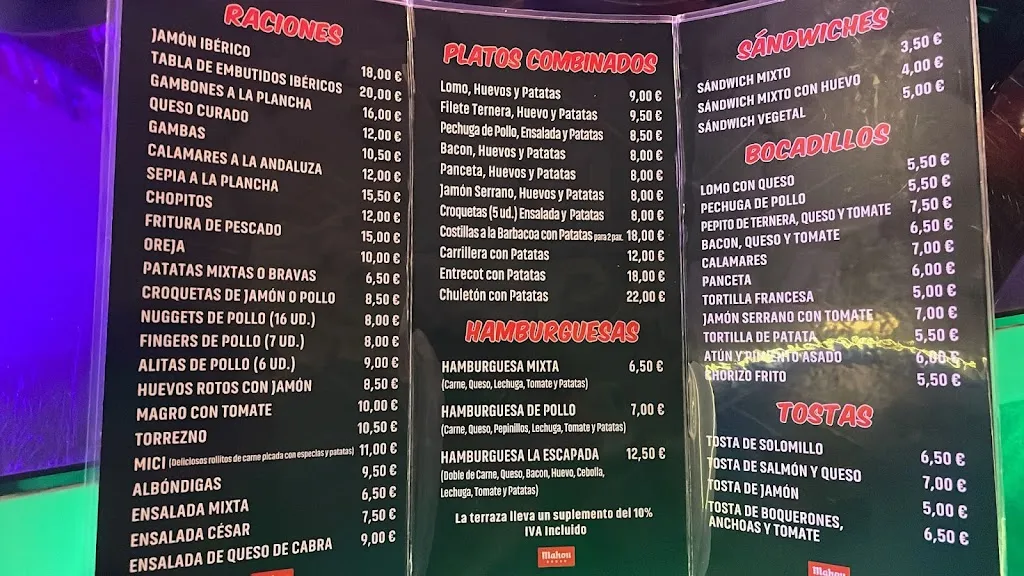 RACIONES
JAMÓN IBÉRICO 18,00 €
TABLA DE EMBUTIDOS IBÉRICOS 20,00 €
GAMBONES A LA PLANCHA 16,00 €
QUESO CURADO 12,00 €
GAMBAS 10,50 €
CALAMARES A LA ANDALUZA 12,00 €
SEPIA A LA PLANCHA 15,50 €
CHOPITOS 12,00 €
FRITURA DE PESCADO 15,00 €
OREJA 10,00 €
PATATAS MIXTAS O BRAVAS 6,50 €
CROQUETAS DE JAMÓN O POLLO 8,50 €
NUGGETS DE POLLO (16 UD.) 8,00 €
FINGERS DE POLLO (7 UD.) 8,00 €
ALITAS DE POLLO (6 UD.) 9,00 €
HUEVOS ROTOS CON JAMÓN 8,50 €
MAGRO CON TOMATE 10,00 €
TORREZNO 10,50 €
MICI (Deliciosos rollitos de carne picada con especias y patatas) 11,00 €
ALBÓNDIGAS 9,50 €
ENSALADA MIXTA 6,50 €
ENSALADA CÉSAR 7,50 €
ENSALADA DE QUESO DE CABRA 9,00 €
PLATOS COMBINADOS
Lomo, Huevos y Patatas 9,00 €
Filete Ternera, Huevo y Patatas 9,50 €
Pechuga de Pollo, Ensalada y Patatas 8,50 €
Bacon, Huevos y Patatas 8,00 €
Panceta, Huevos y Patatas 8,00 €
Jamón Serrano, Huevos y Patatas 8,00 €
Croquetas (5 ud.) Ensalada y Patatas 8,00 €
Costillas a la Barbacoa con Patatas para 2 pax. 18,00 €
Carrillera con Patatas 12,00 €
Entrecot con Patatas 18,00 €
Chuletón con Patatas 22,00 €
HAMBURGUESAS
HAMBURGUESA MIXTA 6,50 €
(Carne, Queso, Lechuga, Tomate y Patatas)
HAMBURGUESA DE POLLO 7,00 €
(Carne, Queso, Pepinillos, Lechuga, Tomate y Patatas)
HAMBURGUESA LA ESCAPADA 12,50 €
(Doble de Carne, Queso, Bacon, Huevo, Cebolla,
Lechuga, Tomate y Patatas)
La terraza lleva un suplemento del 10%
IVA Incluido
Mahou
SÁNDWICHES
SÁNDWICH MIXTO 3,50 €
SÁNDWICH MIXTO CON HUEVO 4,00 €
SÁNDWICH VEGETAL 5,00 €
BOCADILLOS
LOMO CON QUESO 5,50 €
PECHUGA DE POLLO 5,50 €
PEPITO DE TERNERA, QUESO Y TOMATE 7,50 €
BACON, QUESO Y TOMATE 6,50 €
CALAMARES 7,00 €
PANCETA 6,00 €
TORTILLA FRANCESA 5,00 €
JAMÓN SERRANO CON TOMATE 7,00 €
TORTILLA DE PATATA 5,50 €
ATÚN Y PIMIENTO ASADO 6,00 €
CHORIZO FRITO 5,50 €
TOSTAS
TOSTA DE SOLOMILLO 6,50 €
TOSTA DE SALMÓN Y QUESO 7,00 €
TOSTA DE JAMÓN 5,00 €
TOSTA DE BOQUERONES,
ANCHOAS Y TOMATE 6,50 €
Mahou